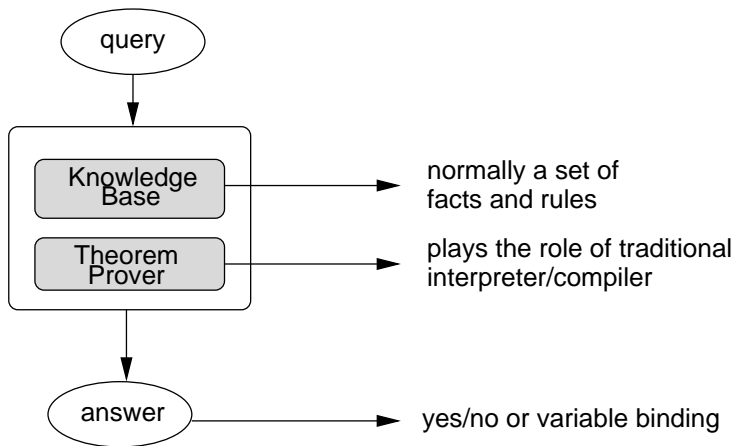 query
Knowledge
Base
normally a set of
facts and rules
Theorem
Prover
plays the role of traditional
interpreter/compiler
answer
yes/no or variable binding